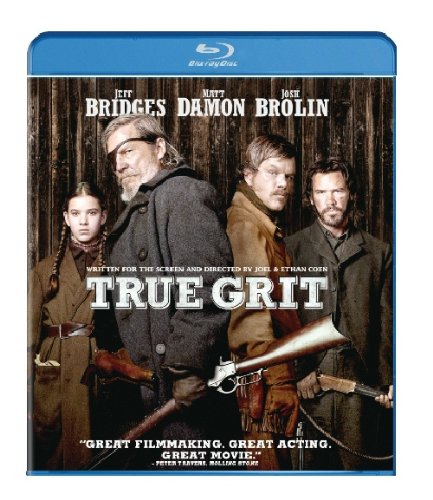 Blu-ray Disc
JEFF MATT JOSH
BRIDGES DAMON BROLIN
WRITTEN FOR THE SCREEN AND DIRECTED BY JOEL & ETHAN COEN
TRUE GRIT
“GREAT FILMMAKING. GREAT ACTING.
GREAT MOVIE.”
– PETER TRAVERS, ROLLING STONE